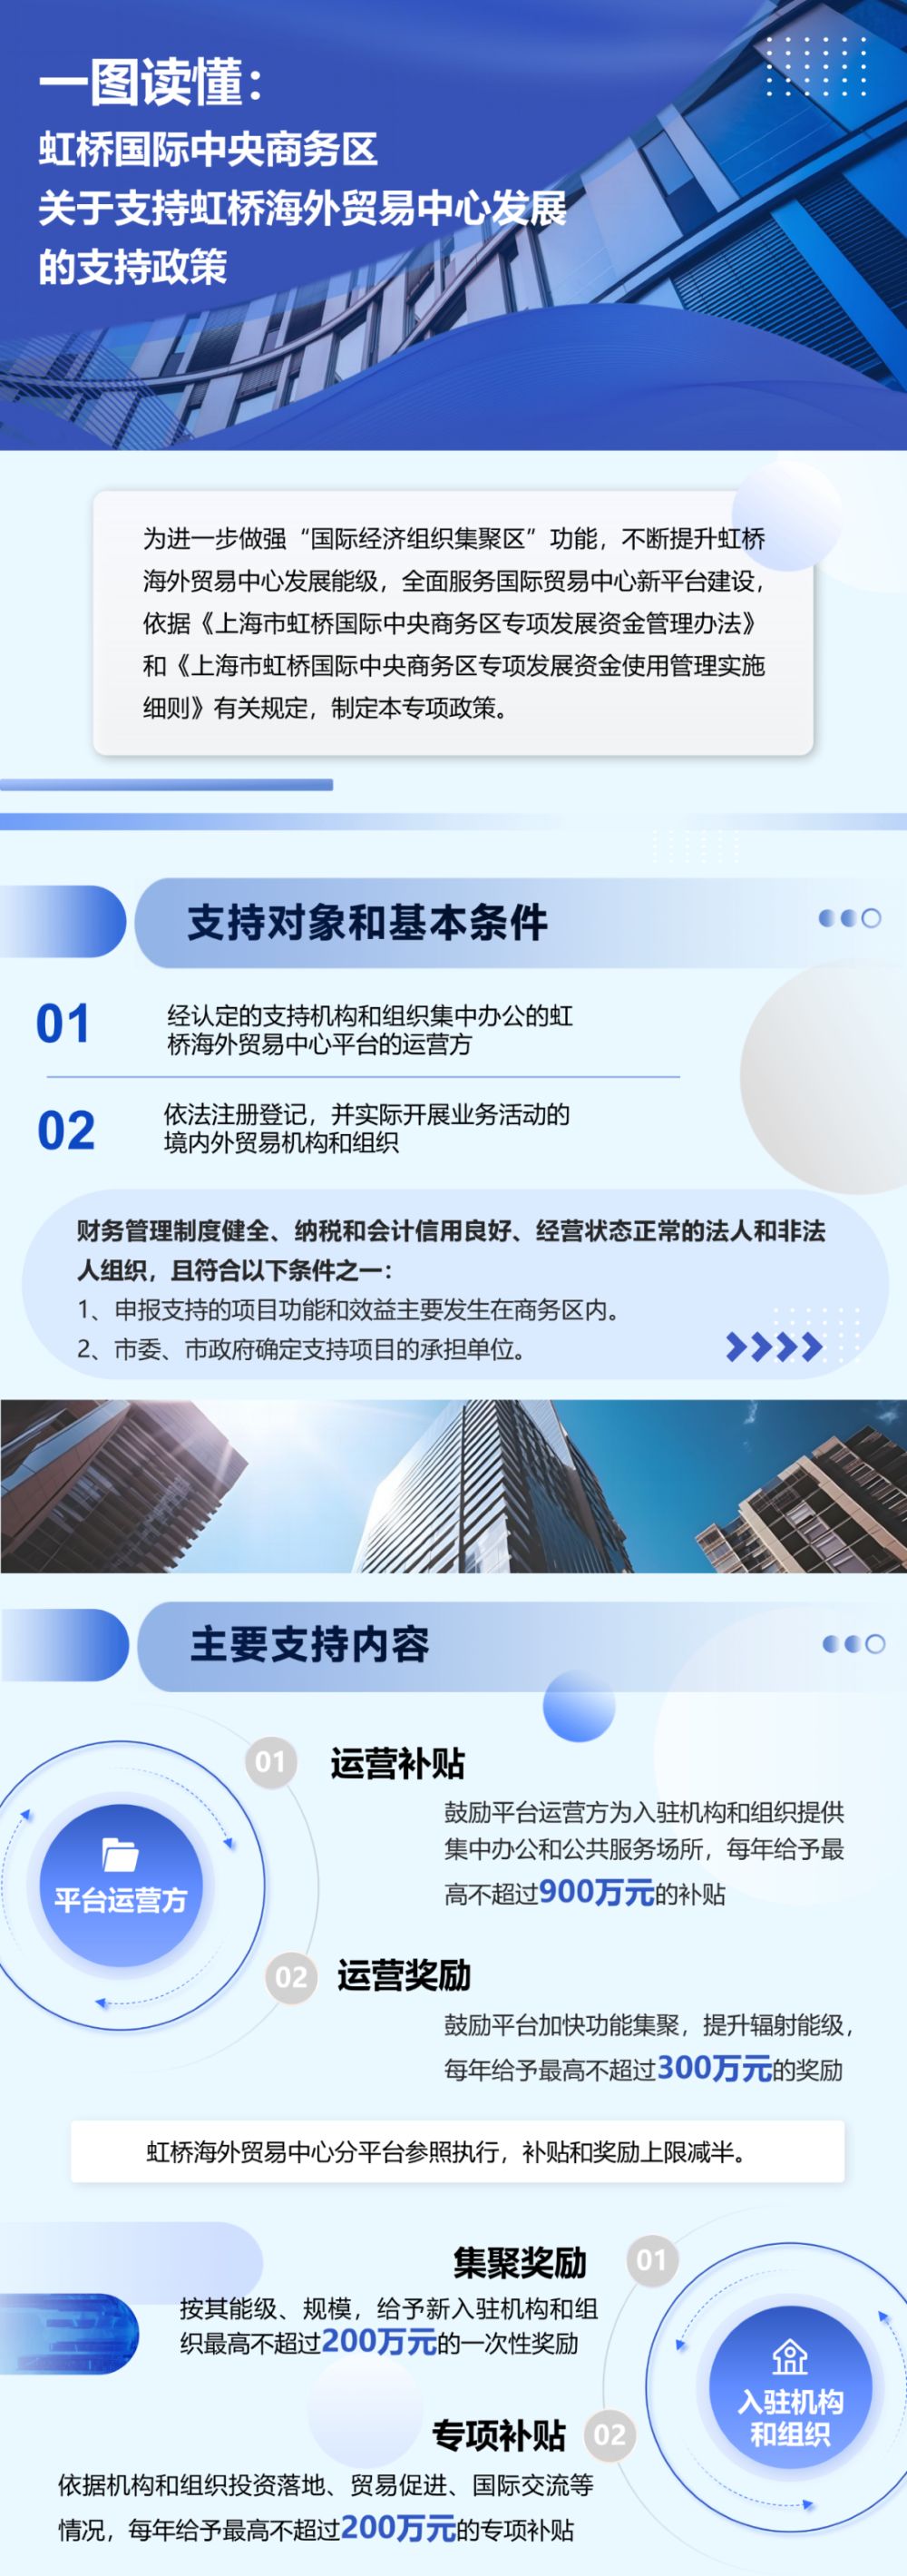 一图读懂：
虹桥国际中央商务区
关于支持虹桥海外贸易中心发展
的支持政策
为进一步做强“国际经济组织集聚区”功能，不断提升虹桥
海外贸易中心发展能级，全面服务国际贸易中心新平台建设，
依据《上海市虹桥国际中央商务区专项发展资金管理办法》
和《上海市虹桥国际中央商务区专项发展资金使用管理实施
细则》有关规定，制定本专项政策。
支持对象和基本条件
01
经认定的支持机构和组织集中办公的虹
桥海外贸易中心平台的运营方
02
依法注册登记，并实际开展业务活动的
境内外贸易机构和组织
财务管理制度健全、纳税和会计信用良好、经营状态正常的法人和非法
人组织，且符合以下条件之一：
1、申报支持的项目功能和效益主要发生在商务区内。
2、市委、市政府确定支持项目的承担单位。
主要支持内容
平台运营方
01
运营补贴
鼓励平台运营方为入驻机构和组织提供
集中办公和公共服务场所，每年给予最
高不超过900万元的补贴
02
运营奖励
鼓励平台加快功能集聚，提升辐射能级，
每年给予最高不超过300万元的奖励
虹桥海外贸易中心分平台参照执行，补贴和奖励上限减半。
入驻机构
和组织
集聚奖励
01
按其能级、规模，给予新入驻机构和组
织最高不超过200万元的一次性奖励
专项补贴
02
依据机构和组织投资落地、贸易促进、国际交流等
情况，每年给予最高不超过200万元的专项补贴